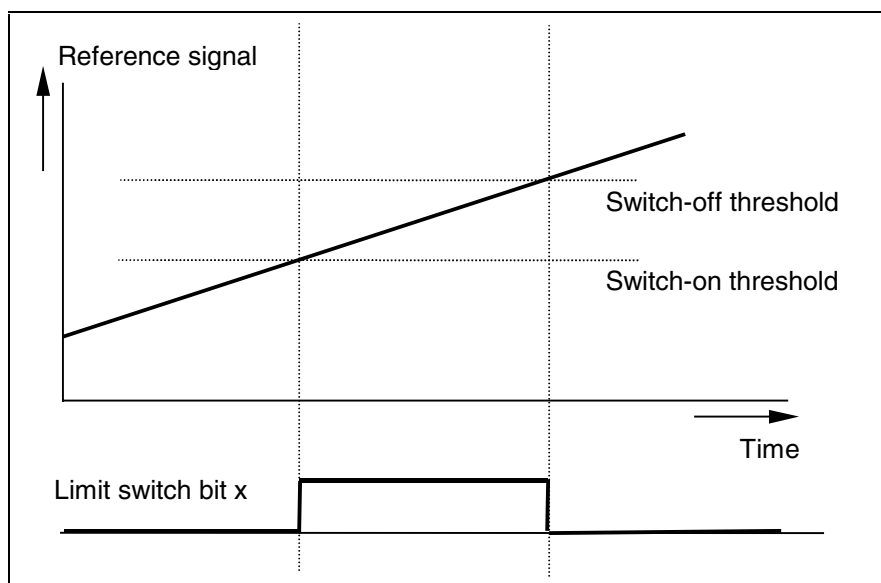 Reference signal
Switch-off threshold
Switch-on threshold
Time
Limit switch bit x